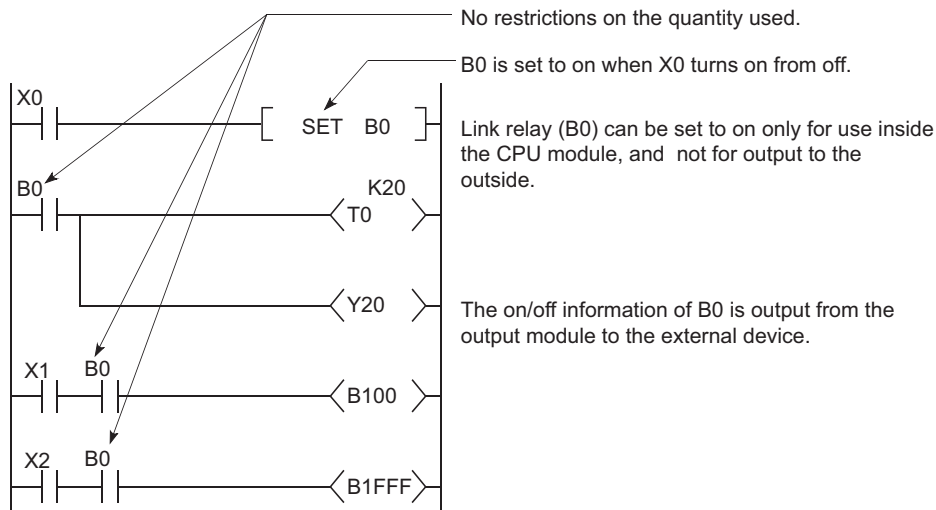 No restrictions on the quantity used.
B0 is set to on when X0 turns on from off.
X0
SET B0
Link relay (B0) can be set to on only for use inside
the CPU module, and not for output to the
outside.
B0
K20
T0
Y20
The on/off information of B0 is output from the
output module to the external device.
X1 B0
B100
X2 B0
B1FFF